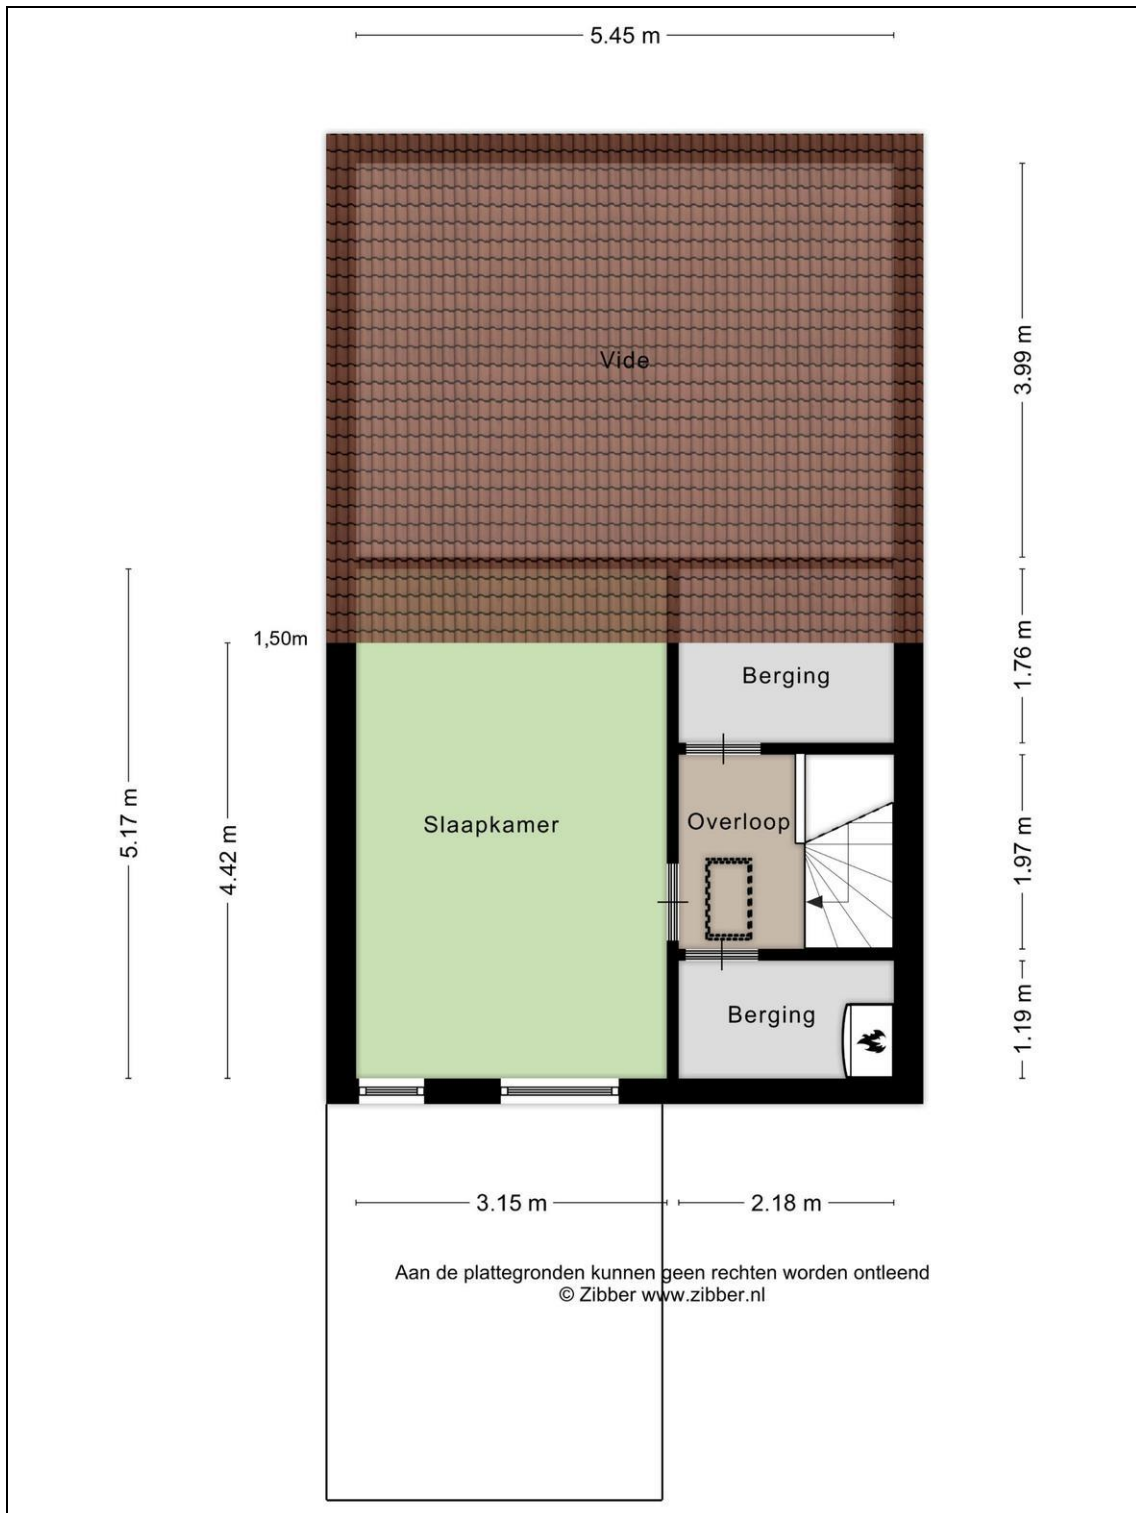 5.45 m
Vide
3.99 m
1,50m
Berging
1.76 m
Slaapkamer
Overloop
5.17 m
4.42 m
1.97 m
Berging
1.19 m
3.15 m
2.18 m
Aan de plattegronden kunnen geen rechten worden ontleend
© Zibber www.zibber.nl